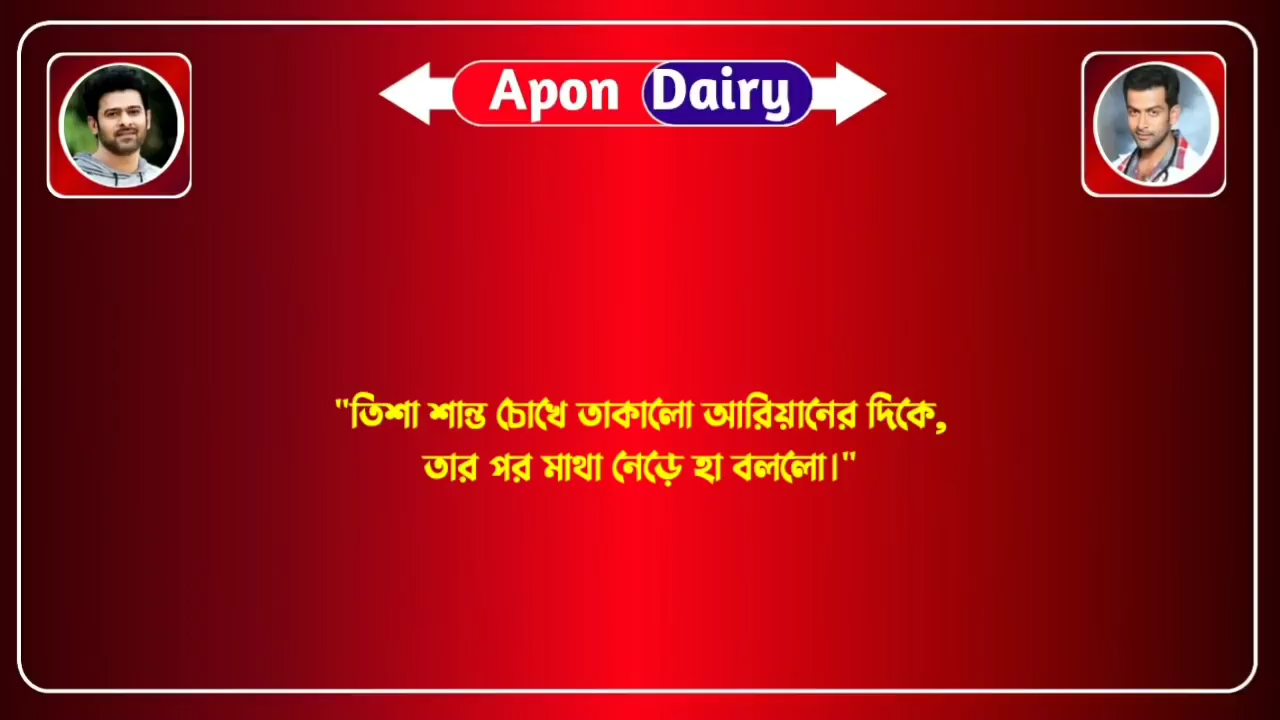 Apon Dairy
"তিশা শান্ত চোখে তাকালো আরিয়ানের দিকে,
তার পর মাথা নেড়ে হা বললো।"